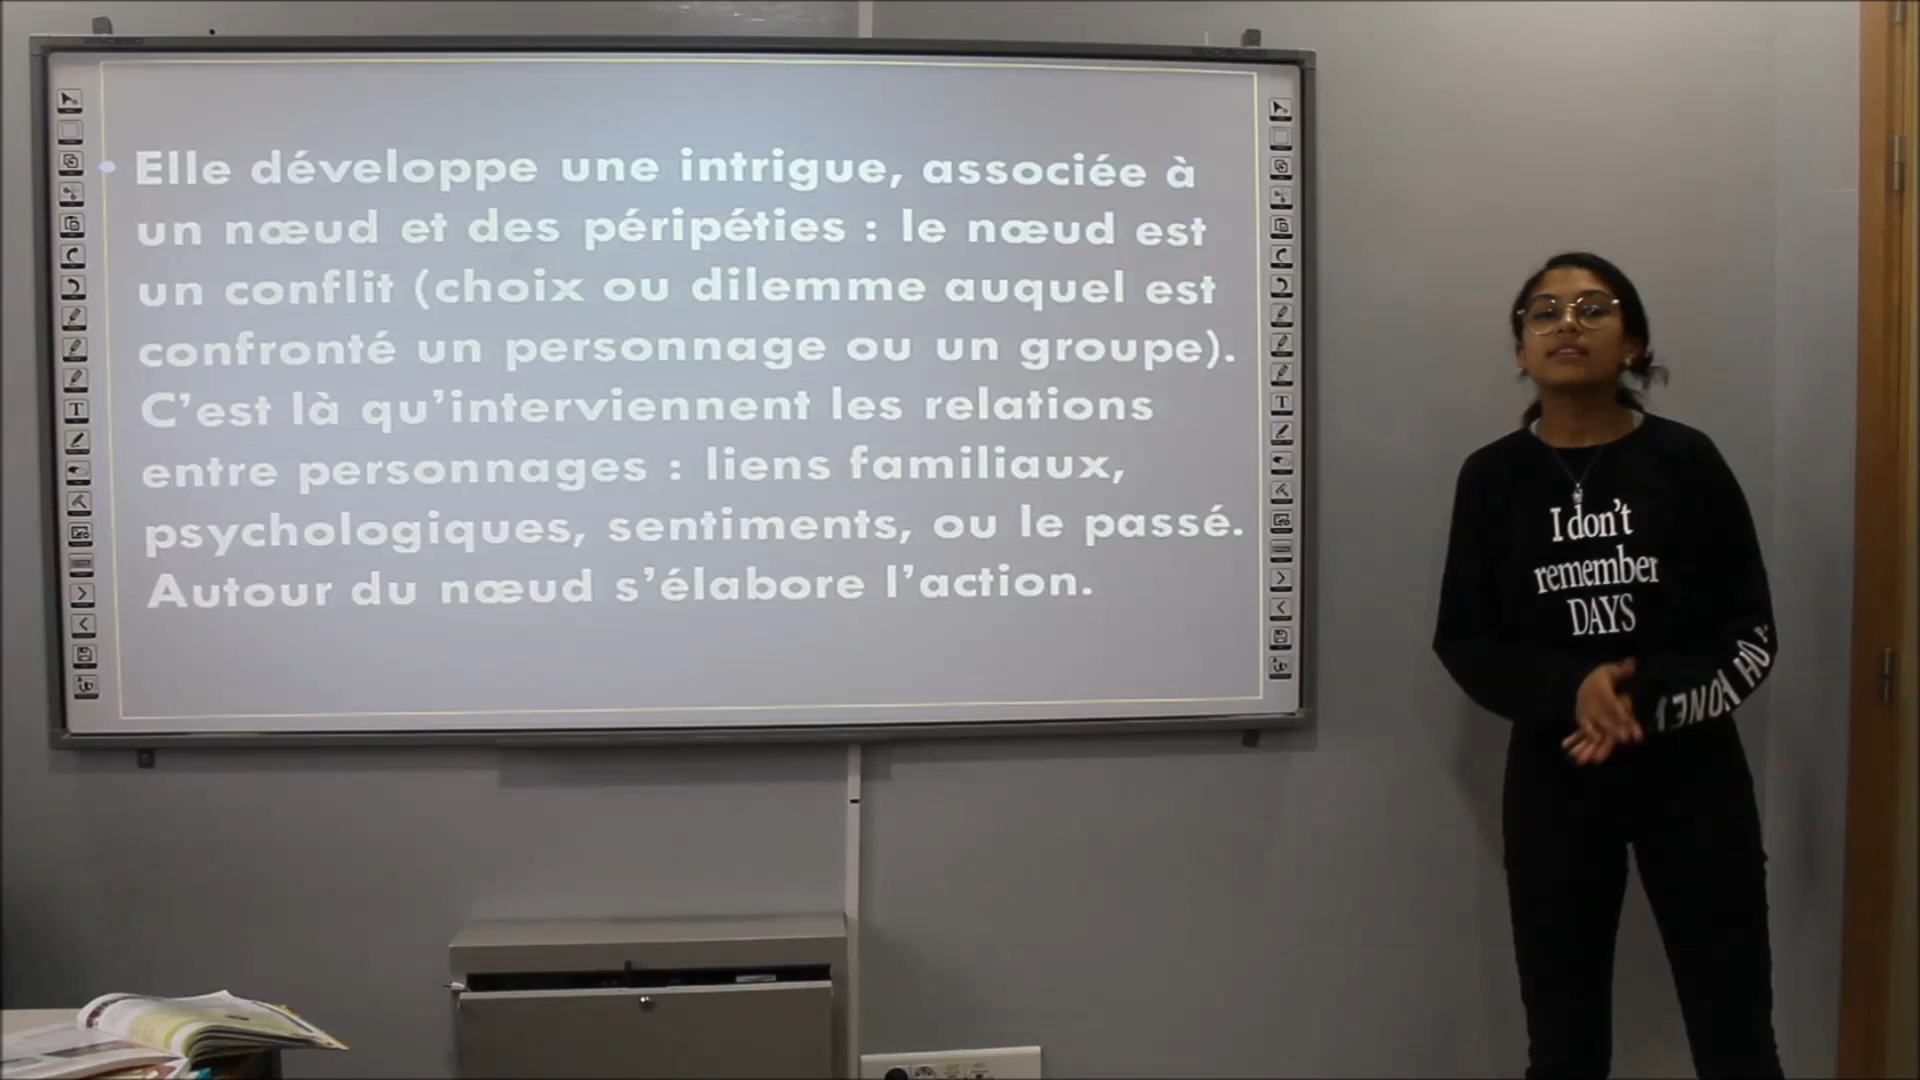 • Elle développe une intrigue, associée à
un nœud et des péripéties : le nœud est
un conflit (choix ou dilemme auquel est
confronté un personnage ou un groupe).
C'est là qu'interviennent les relations
entre personnages : liens familiaux,
psychologiques, sentiments, ou le passé.
Autour du nœud s'élabore l'action.
I don't
remember
DAYS